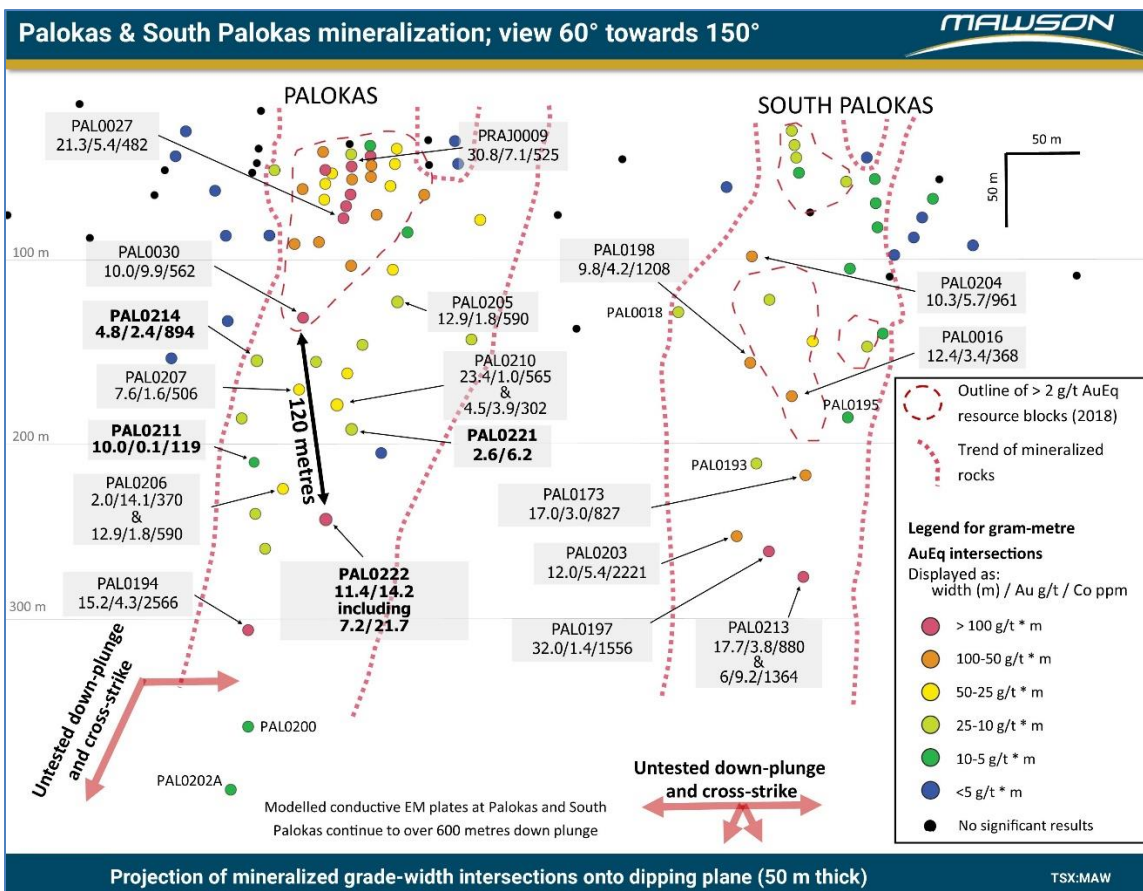 Palokas & South Palokas mineralization; view 60° towards 150°
MAWSON
PALOKAS
SOUTH PALOKAS
PAL0027
21.3/5.4/482
PRAJ0009
30.8/7.1/525
50 m
50 m
100 m
PAL0030
10.0/9.9/562
PAL0198
9.8/4.2/1208
PAL0204
10.3/5.7/961
PAL0205
12.9/1.8/590
PAL0018
PAL0214
4.8/2.4/894
PAL0016
12.4/3.4/368
PAL0207
7.6/1.6/506
PAL0210
23.4/1.0/565
&
4.5/3.9/302
120 metres
PAL0195
200 m
PAL0211
10.0/0.1/119
PAL0221
2.6/6.2
PAL0193
PAL0206
2.0/14.1/370
&
12.9/1.8/590
PAL0173
17.0/3.0/827
PAL0203
12.0/5.4/2221
PAL0222
11.4/14.2
including
7.2/21.7
PAL0194
15.2/4.3/2566
300 m
PAL0197
32.0/1.4/1556
PAL0213
17.7/3.8/880
&
6/9.2/1364
Untested down-plunge
and cross-strike
PAL0200
PAL0202A
Modelled conductive EM plates at Palokas and South
Palokas continue to over 600 metres down plunge
Untested down-plunge
and cross-strike
Outline of > 2 g/t AuEq
resource blocks (2018)
Trend of mineralized
rocks
Legend for gram-metre
AuEq intersections
Displayed as:
width (m) / Au g/t / Co ppm
> 100 g/t * m
100-50 g/t * m
50-25 g/t * m
25-10 g/t * m
10-5 g/t * m
<5 g/t * m
No significant results
Projection of mineralized grade-width intersections onto dipping plane (50 m thick)
TSX:MAW